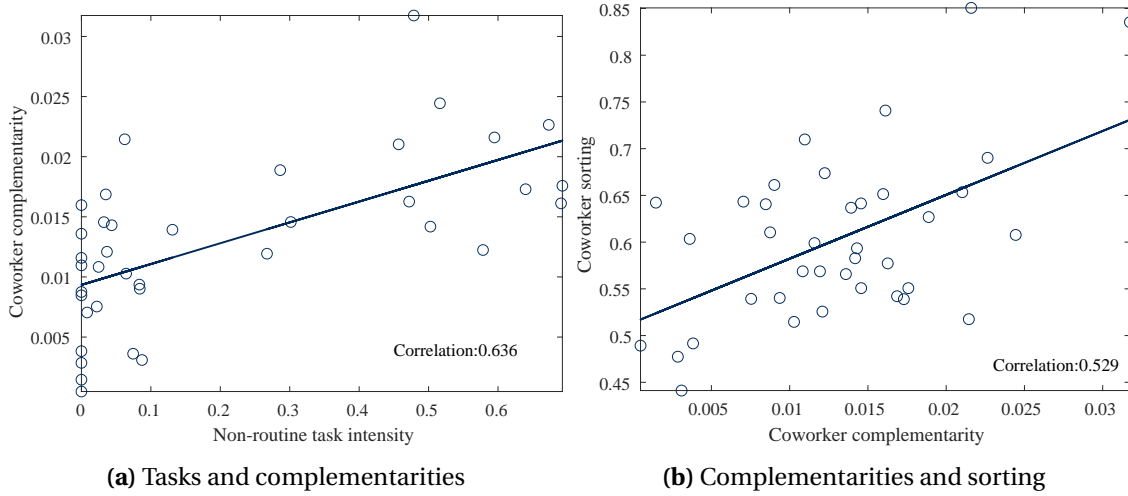 0.03
0.025
0.02
0.015
0.01
0.005
Coworker complementarity
Correlation:0.636
0 0.1 0.2 0.3 0.4 0.5 0.6
Non-routine task intensity
(a) Tasks and complementarities
0.85
0.8
0.75
0.7
0.65
0.6
0.55
0.5
0.45
Coworker sorting
Correlation:0.529
0.005 0.01 0.015 0.02 0.025 0.03
Coworker complementarity
(b) Complementarities and sorting